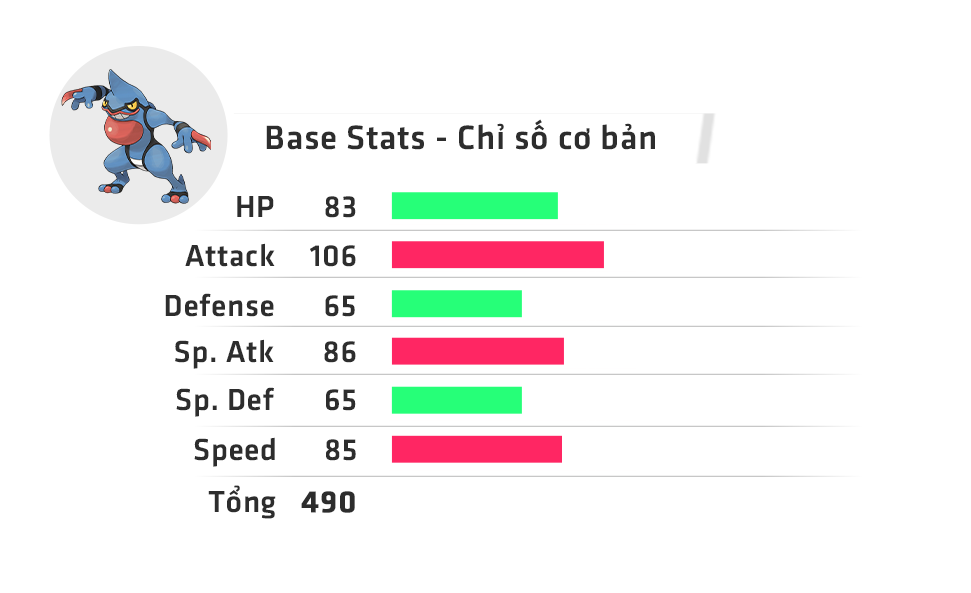 Base Stats - Chỉ số cơ bản
HP 83
Attack 106
Defense 65
Sp. Atk 86
Sp. Def 65
Speed 85
Tổng 490